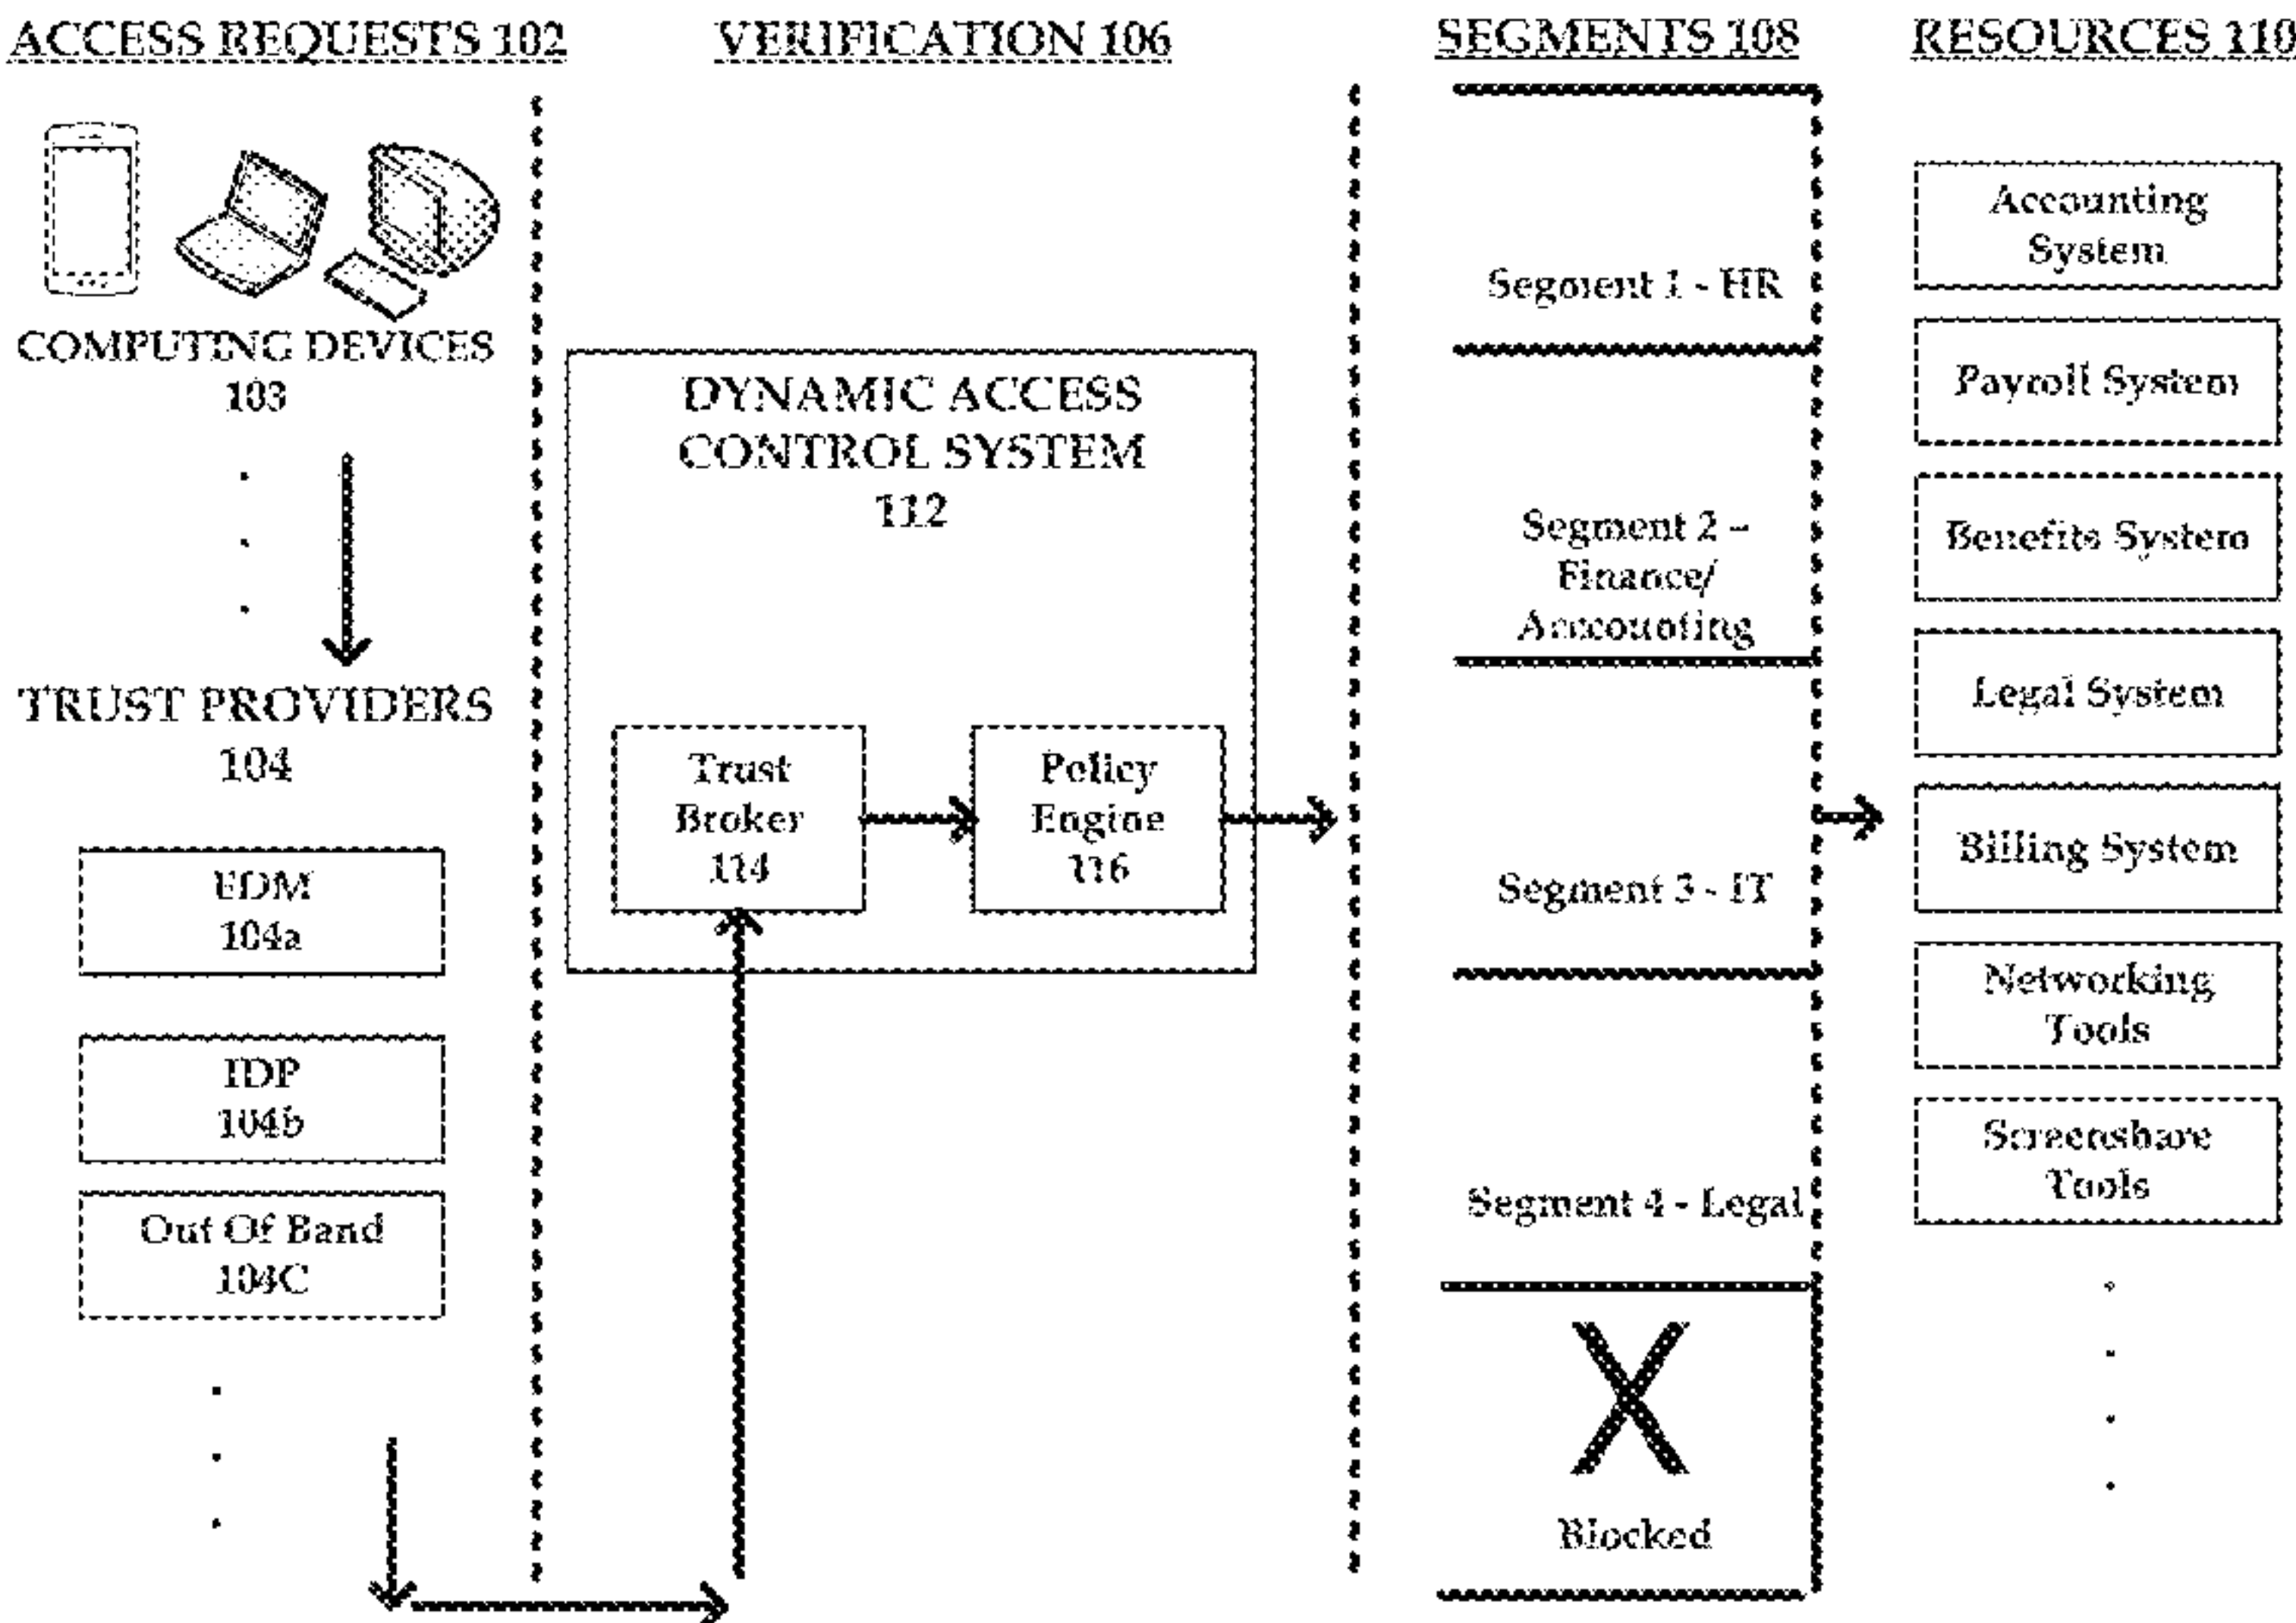 ACCESS REQUESTS 102
COMPUTING DEVICES
103
TRUST PROVIDERS
104
EDM
104a
IDP
104b
Out Of Band
104C
VERIFICATION 106
DYNAMIC ACCESS
CONTROL SYSTEM
112
Trust
Broker
114
Policy
Engine
116
SEGMENTS 108
Segment 1 - HR
Segment 2 –
Finance/
Acccounting
Segment 3 - IT
Segment 4 - Legal
X
Blocked
RESOURCES 110
Accounting
System
Payroll System
Benefits System
Legal System
Billing System
Networking
Tools
Screenshare
Tools